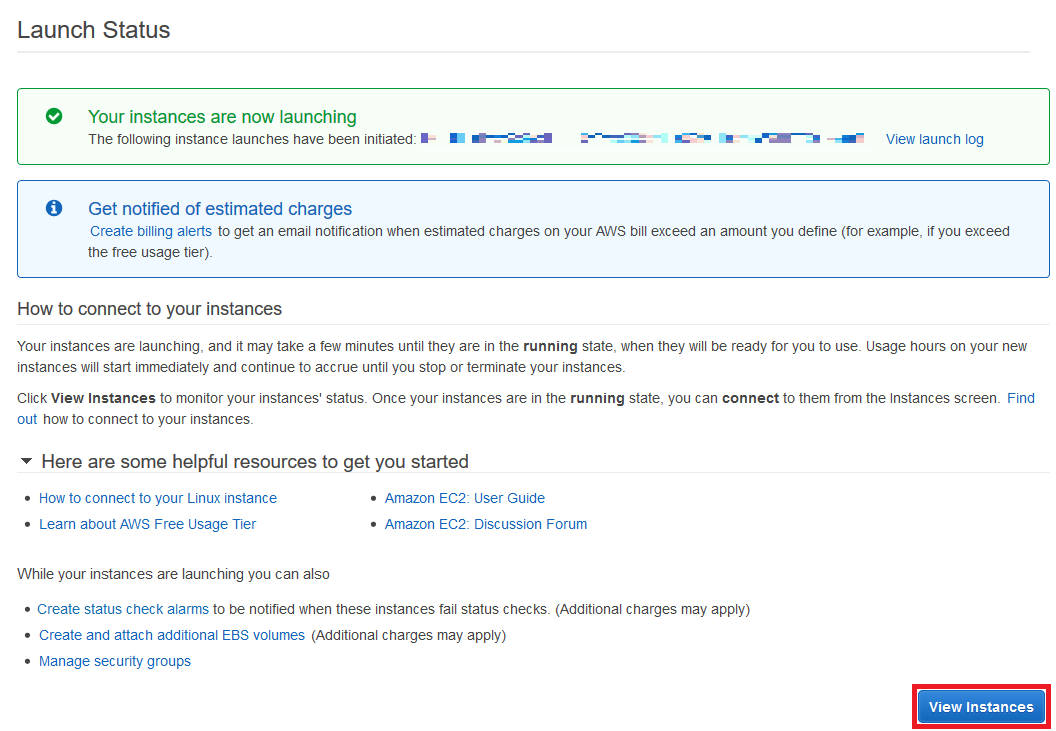 Launch Status
Your instances are now launching
The following instance launches have been initiated: View launch log
Get notified of estimated charges
Create billing alerts to get an email notification when estimated charges on your AWS bill exceed an amount you define (for example, if you exceed
the free usage tier).
How to connect to your instances
Your instances are launching, and it may take a few minutes until they are in the running state, when they will be ready for you to use. Usage hours on your new
instances will start immediately and continue to accrue until you stop or terminate your instances.
Click View Instances to monitor your instances' status. Once your instances are in the running state, you can connect to them from the Instances screen. Find
out how to connect to your instances.
Here are some helpful resources to get you started
• How to connect to your Linux instance • Amazon EC2: User Guide
• Learn about AWS Free Usage Tier • Amazon EC2: Discussion Forum
While your instances are launching you can also
• Create status check alarms to be notified when these instances fail status checks. (Additional charges may apply)
• Create and attach additional EBS volumes (Additional charges may apply)
• Manage security groups
View Instances